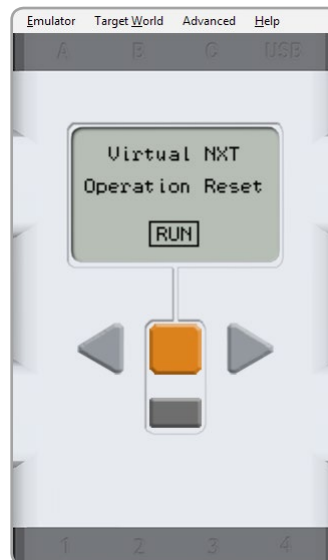 Emulator Target World Advanced Help
A B C USB
Virtual NXT
Operation Reset
RUN
1 2 3 4